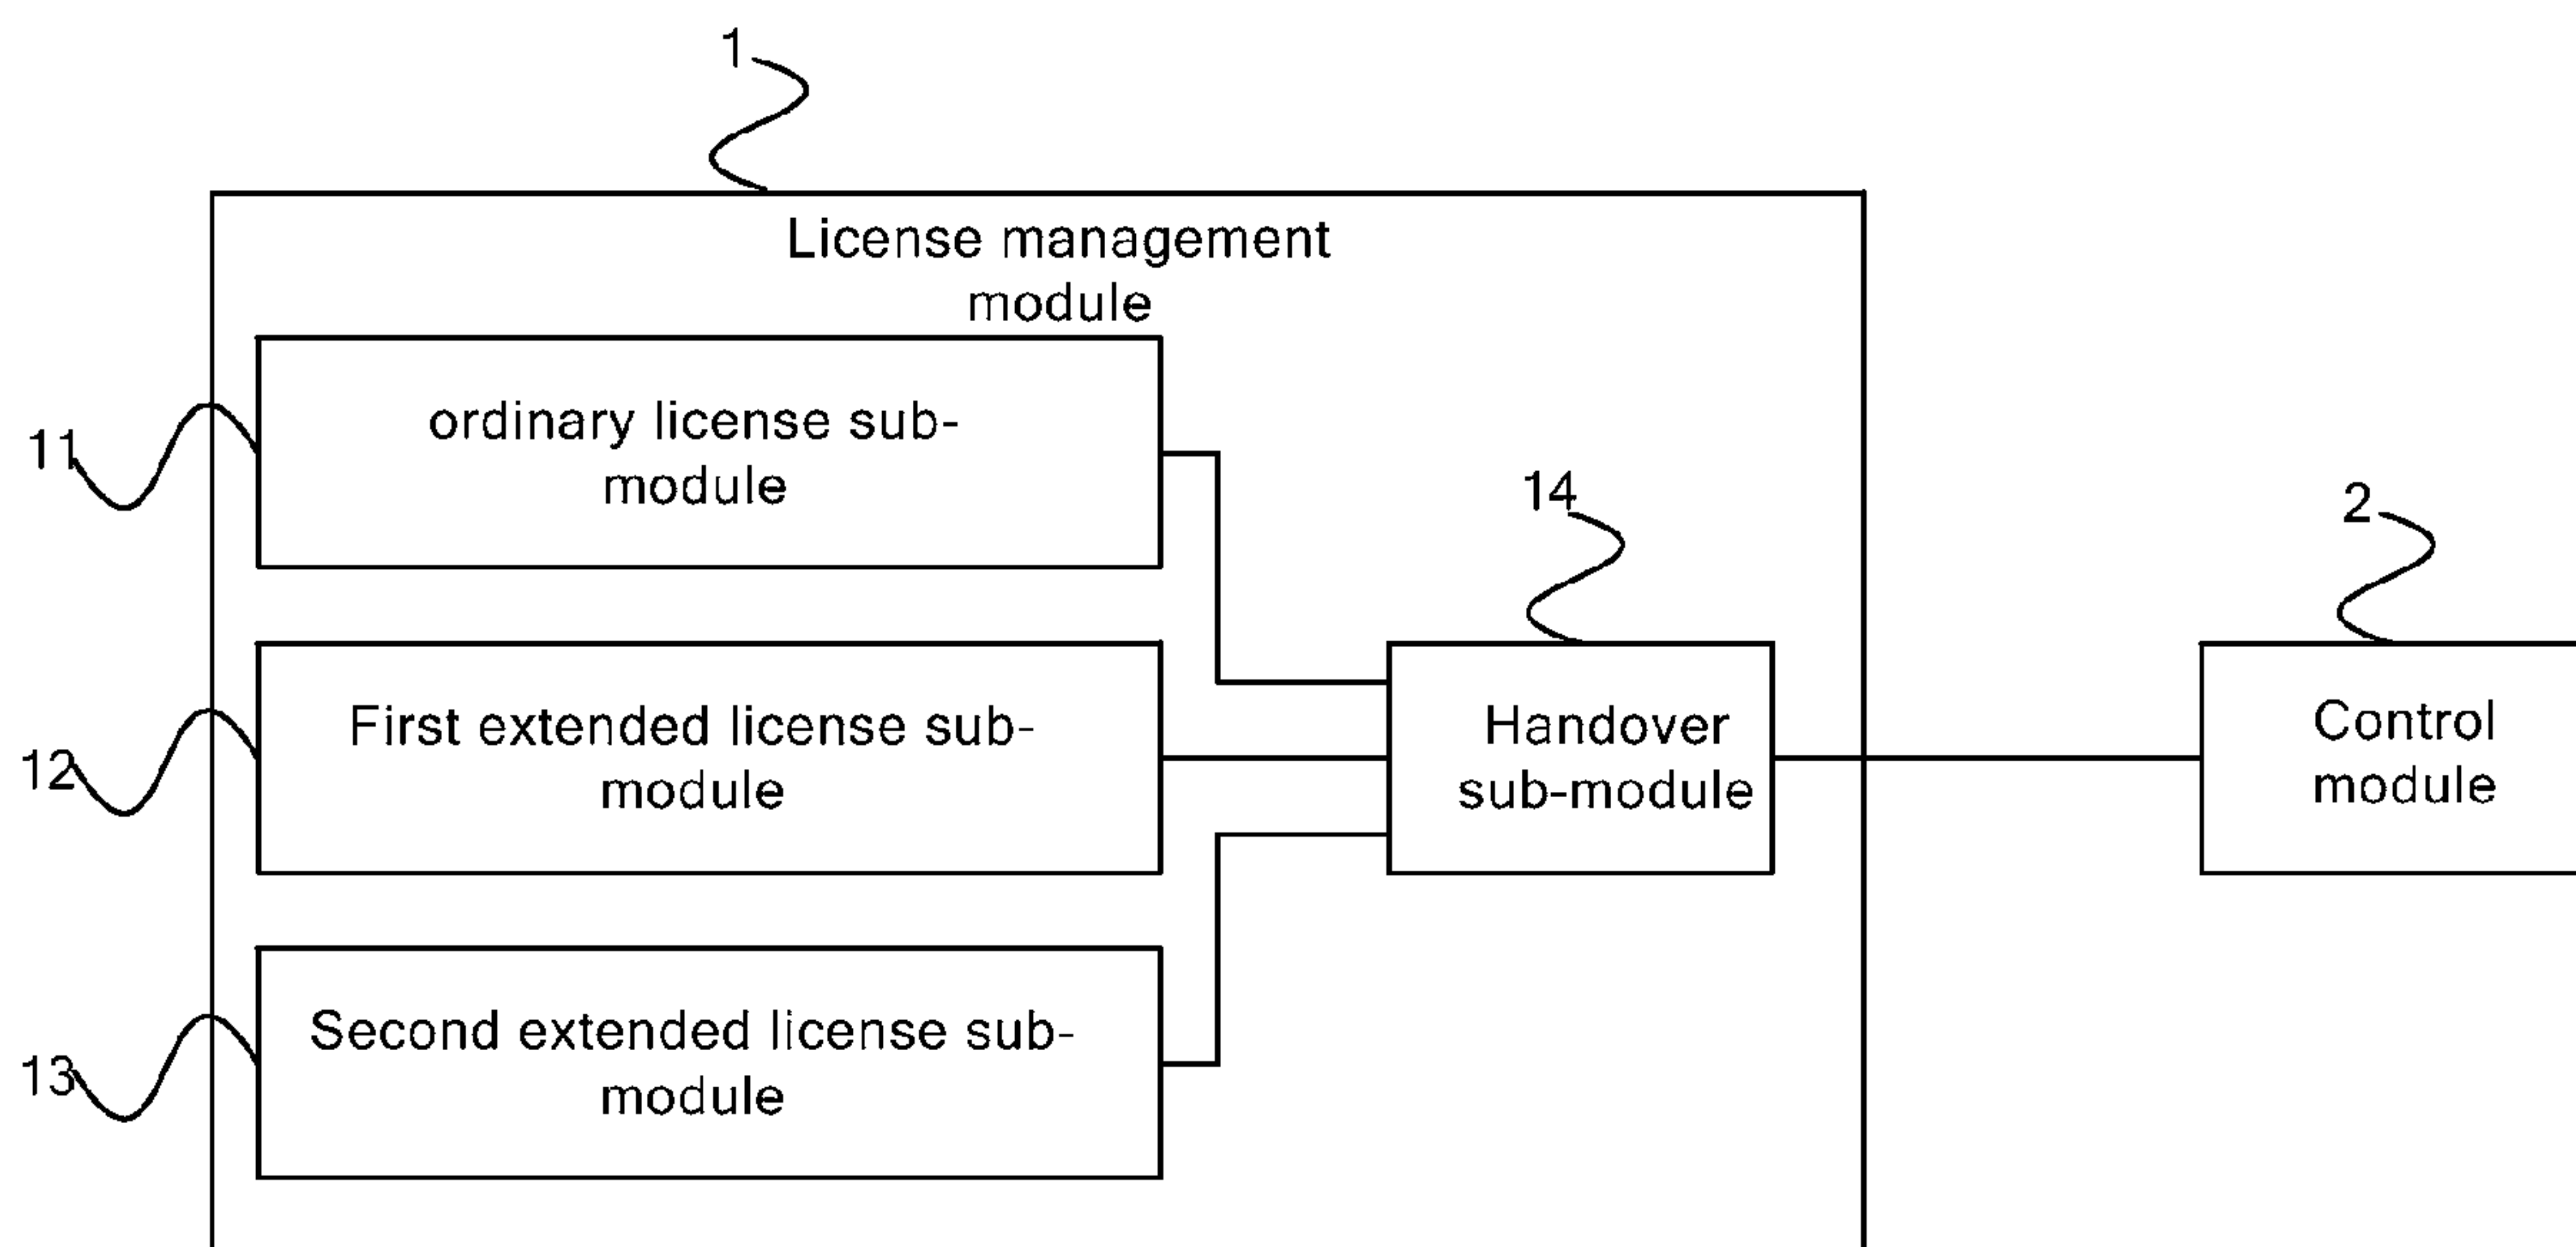 1
License management
module
11
ordinary license sub-
module
14
2
12
First extended license sub-
module
Handover
sub-module
Control
module
13
Second extended license sub-
module